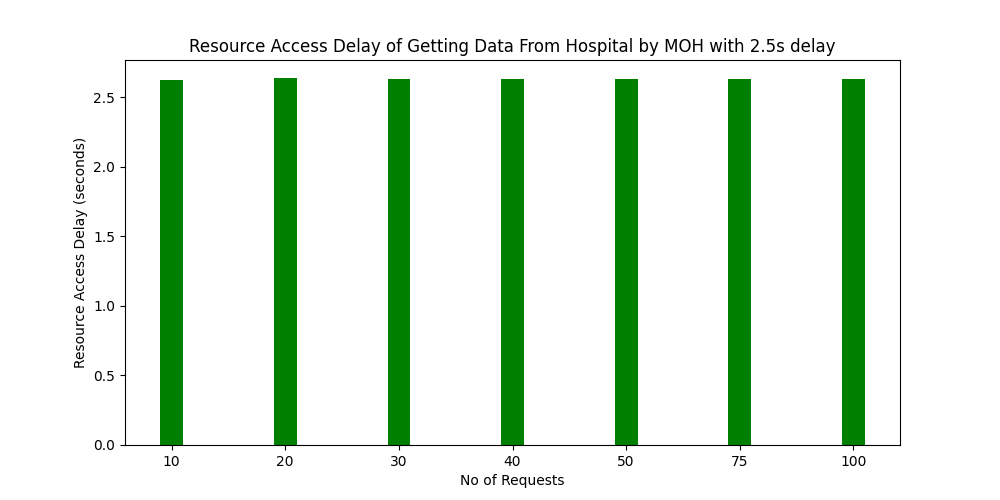 Resource Access Delay of Getting Data From Hospital by MOH with 2.5s delay
Resource Access Delay (seconds)
2.5
2.0
1.5
1.0
0.5
0.0
10 20 30 40 50 75 100
No of Requests